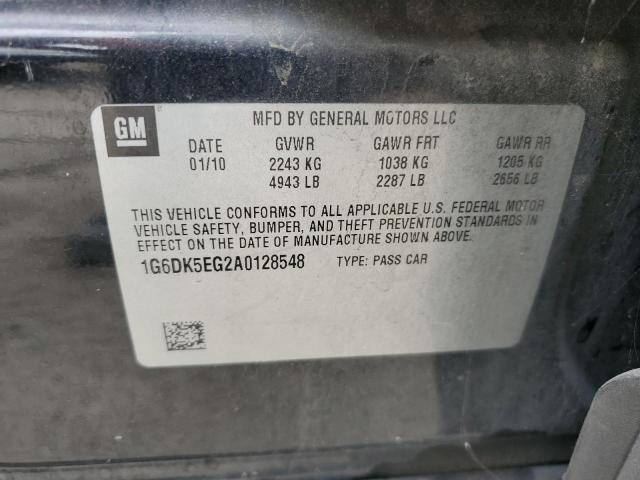 GM
MFD BY GENERAL MOTORS LLC
DATE GVWR GAWR FRT GAWR RR
01/10 2243 KG 1038 KG 1205 KG
4943 LB 2287 LB 2656 LB
THIS VEHICLE CONFORMS TO ALL APPLICABLE U.S. FEDERAL MOTOR
VEHICLE SAFETY, BUMPER, AND THEFT PREVENTION STANDARDS IN
EFFECT ON THE DATE OF MANUFACTURE SHOWN ABOVE.
1G6DK5EG2A0128548 TYPE: PASS CAR